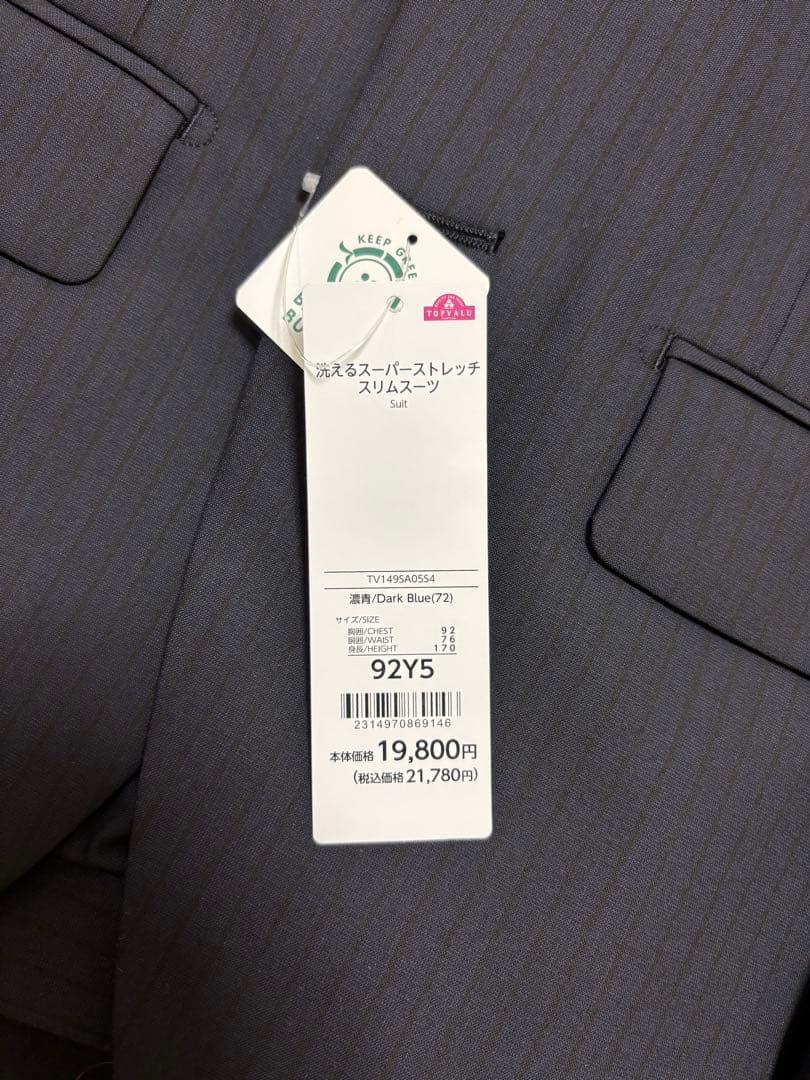 KEEP GREE
TOPVALU
洗えるスーパーストレッチ
スリムスーツ
Suit
TV149SA05S4
濃青/Dark Blue(72)
サイズ/SIZE
胸囲/CHEST 92
胴囲/WAIST 76
身長/HEIGHT 170
92Y5
2314970869146
本体価格 19,800円
(税込価格 21,780円)